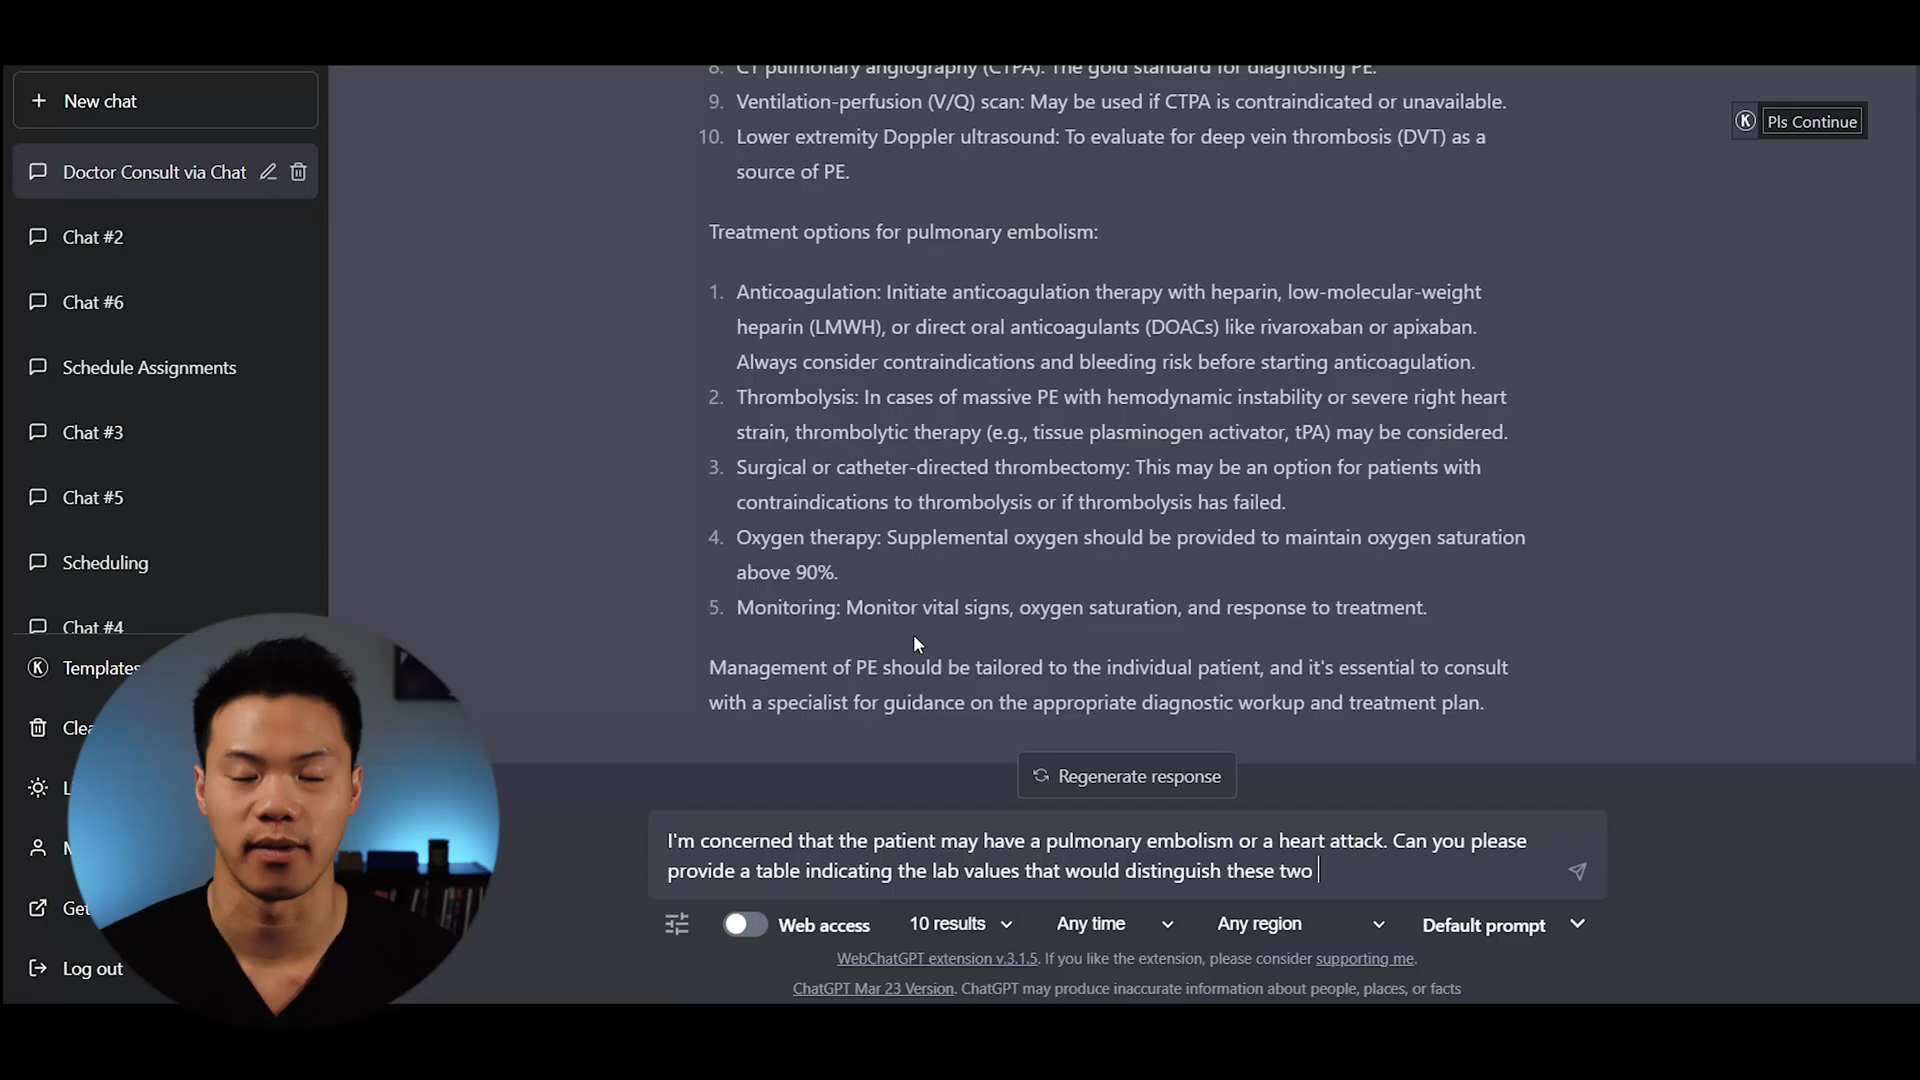 New chat
Doctor Consult via Chat
Chat #2
Chat #6
Schedule Assignments
Chat #3
Chat #5
Scheduling
Chat #4
Templates
Clea
L
M
Get
Log out
8. CT pulmonary angiography (CTPA): The gold standard for diagnosing PE.
9. Ventilation-perfusion (V/Q) scan: May be used if CTPA is contraindicated or unavailable.
10. Lower extremity Doppler ultrasound: To evaluate for deep vein thrombosis (DVT) as a
source of PE.
K Pls Continue
Treatment options for pulmonary embolism:
1. Anticoagulation: Initiate anticoagulation therapy with heparin, low-molecular-weight
heparin (LMWH), or direct oral anticoagulants (DOACs) like rivaroxaban or apixaban.
Always consider contraindications and bleeding risk before starting anticoagulation.
2. Thrombolysis: In cases of massive PE with hemodynamic instability or severe right heart
strain, thrombolytic therapy (e.g., tissue plasminogen activator, tPA) may be considered.
3. Surgical or catheter-directed thrombectomy: This may be an option for patients with
contraindications to thrombolysis or if thrombolysis has failed.
4. Oxygen therapy: Supplemental oxygen should be provided to maintain oxygen saturation
above 90%.
5. Monitoring: Monitor vital signs, oxygen saturation, and response to treatment.
Management of PE should be tailored to the individual patient, and it's essential to consult
with a specialist for guidance on the appropriate diagnostic workup and treatment plan.
Regenerate response
I'm concerned that the patient may have a pulmonary embolism or a heart attack. Can you please
provide a table indicating the lab values that would distinguish these two
Web access 10 results Any time Any region Default prompt
WebChatGPT extension v.3.1.5. If you like the extension, please consider supporting me.
ChatGPT Mar 23 Version. ChatGPT may produce inaccurate information about people, places, or facts